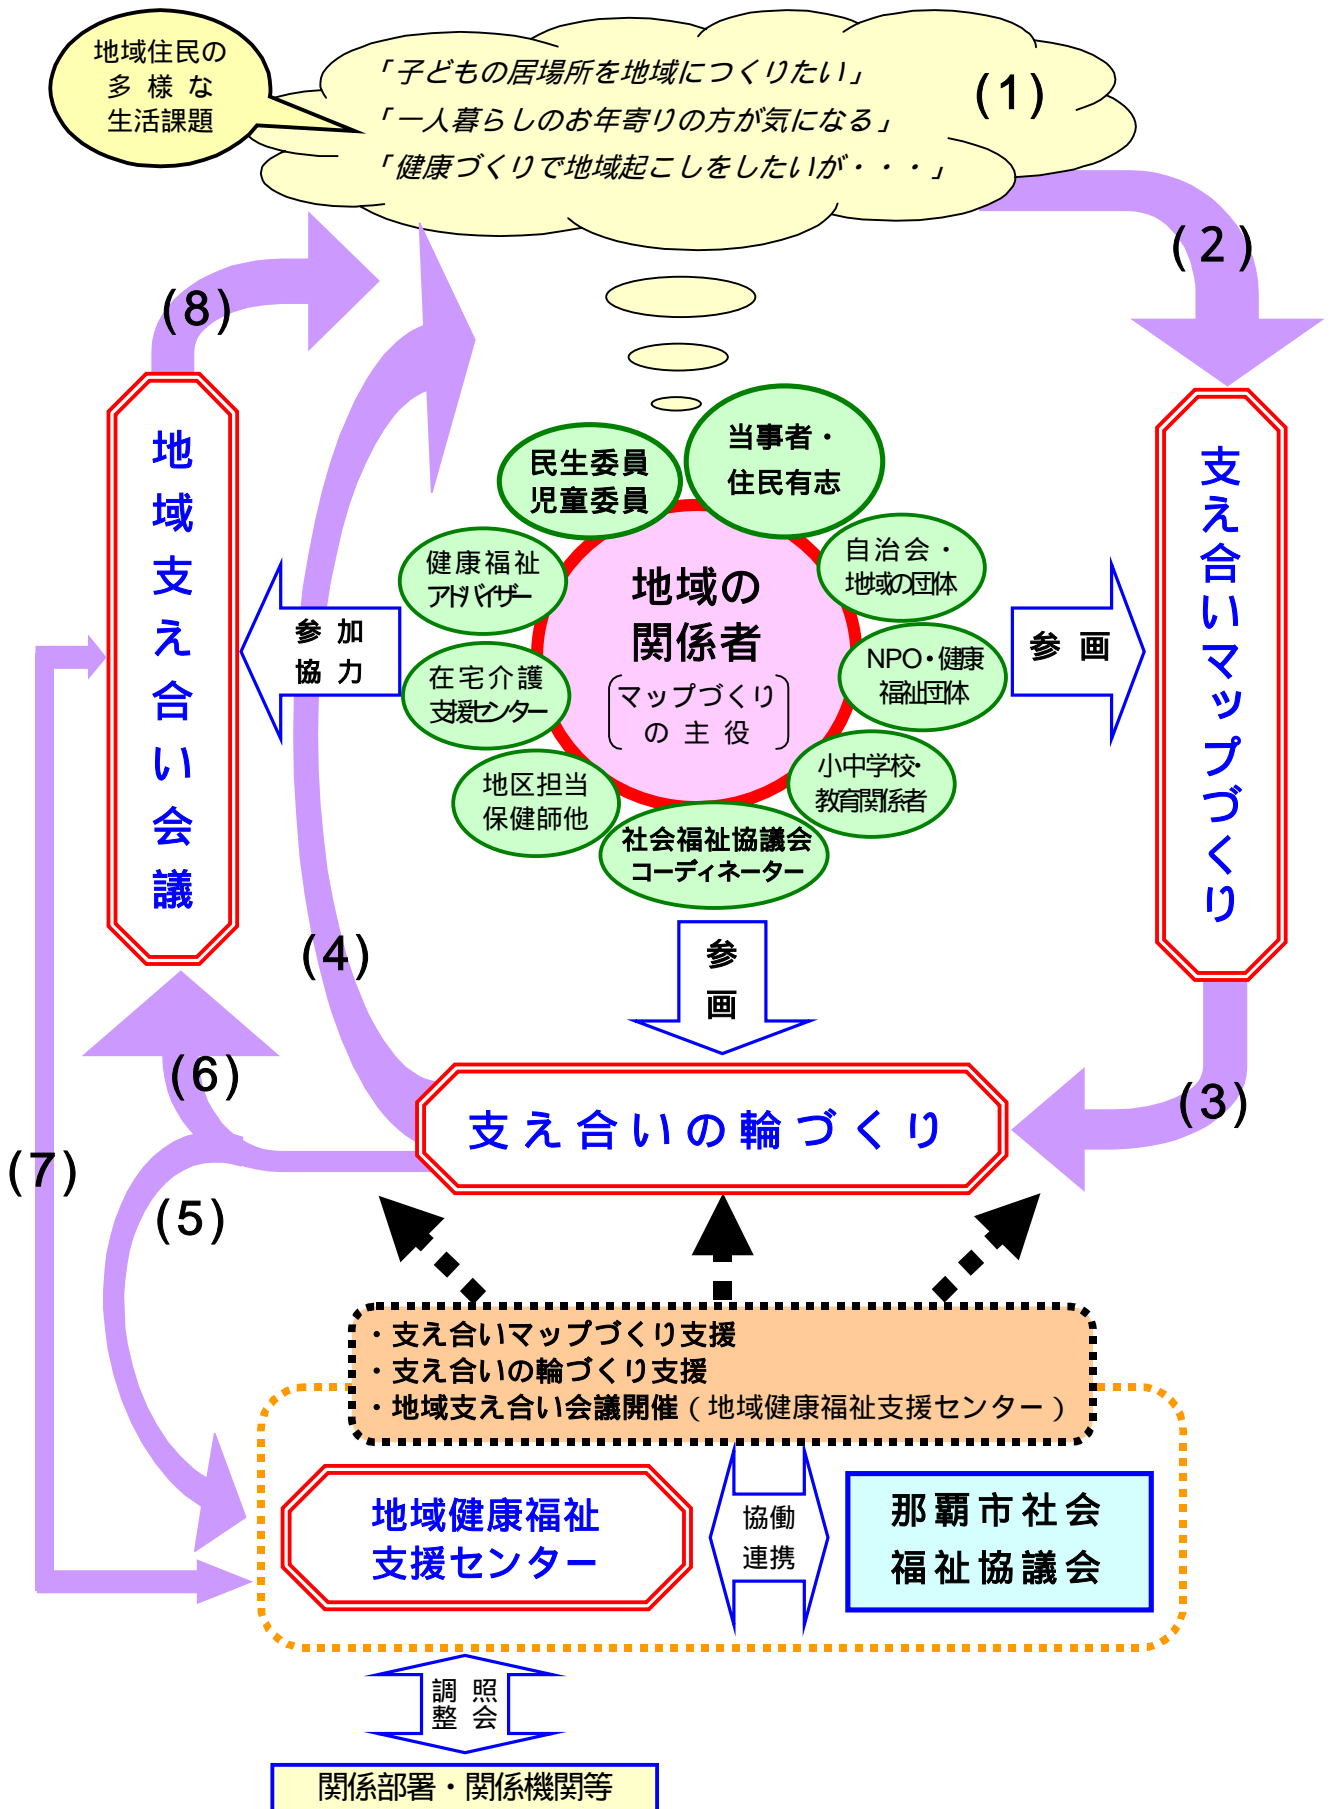 地域住民の
多様な
生活課題
「子どもの居場所を地域につくりたい」
「一人暮らしのお年寄りの方が気になる」
「健康づくりで地域起こしをしたいが・・・」
(1)
(2)
(8)
地域支え合い会議
支え合いマップづくり
民生委員
児童委員
当事者・
住民有志
健康福祉
アドバイザー
自治会・
地域の団体
地域の
関係者
マップづくり
の主役
参加
協力
参画
在宅介護
支援センター
NPO・健康
福祉団体
地区担当
保健師他
小中学校・
教育関係者
社会福祉協議会
コーディネーター
(4)
参
画
(6)
(3)
支え合いの輪づくり
(7)
(5)
・支え合いマップづくり支援
・支え合いの輪づくり支援
・地域支え合い会議開催(地域健康福祉支援センター)
地域健康福祉
支援センター
協働
連携
那覇市社会
福祉協議会
調照
整会
関係部署・関係機関等